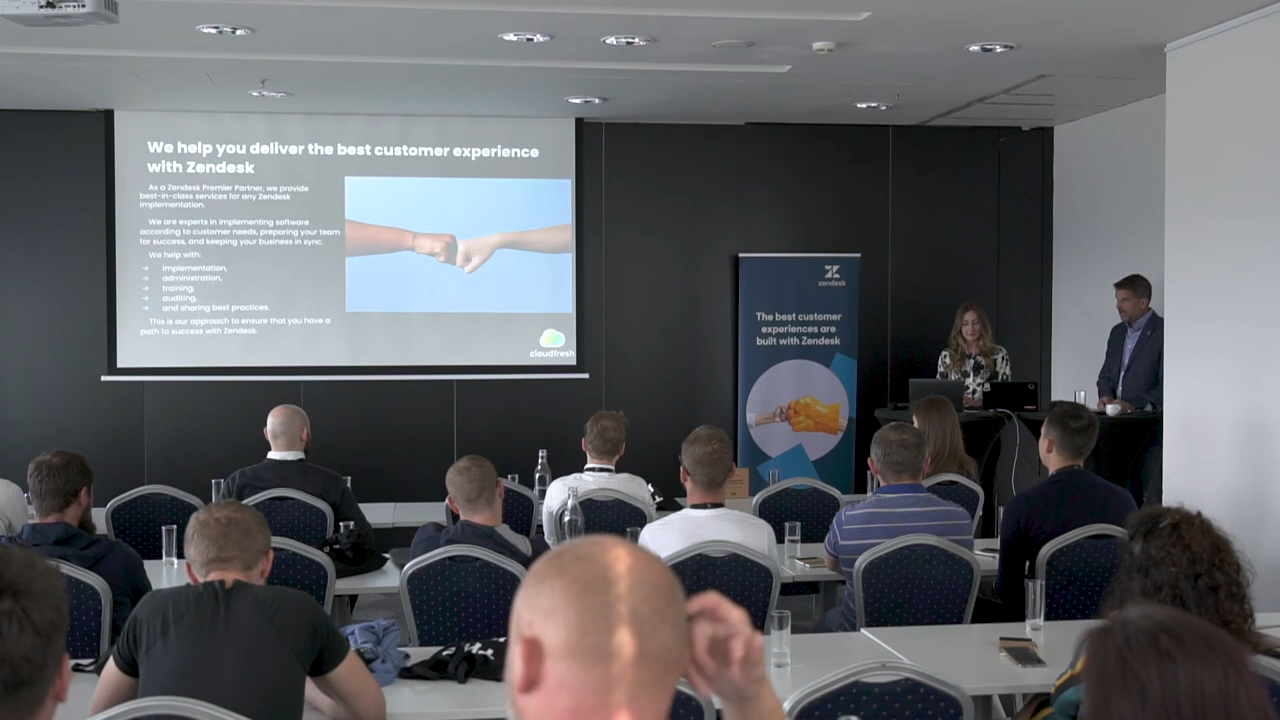 We help you deliver the best customer experience
with Zendesk
As a Zendesk Premier Partner, we provide
best-in-class services for any Zendesk
implementation.
We are experts in implementing software
according to customer needs, preparing your team
for success, and keeping your business in sync.
We help with:
implementation,
administration,
training,
auditing,
and sharing best practices.
This is our approach to ensure that you have a
path to success with Zendesk.
cloudfresh
zendesk
The best customer
experiences are
built with Zendesk